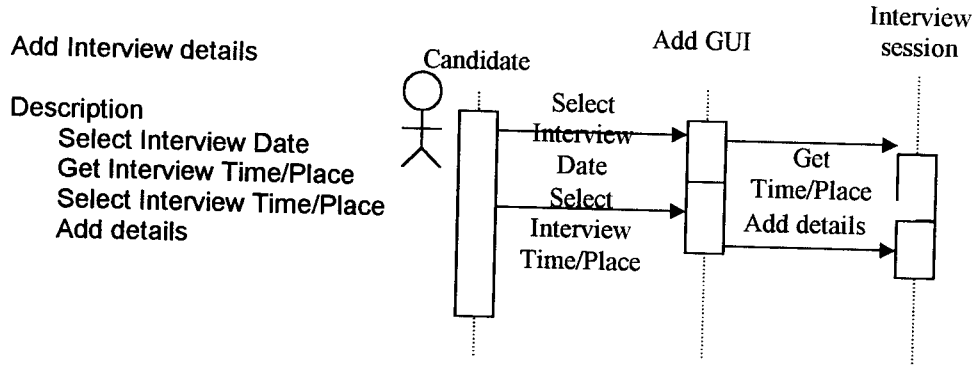 Add Interview details
Description
Select Interview Date
Get Interview Time/Place
Select Interview Time/Place
Add details
Candidate
Add GUI
Interview
session
Select
Interview
Date
Select
Interview
Time/Place
Get
Time/Place
Add details